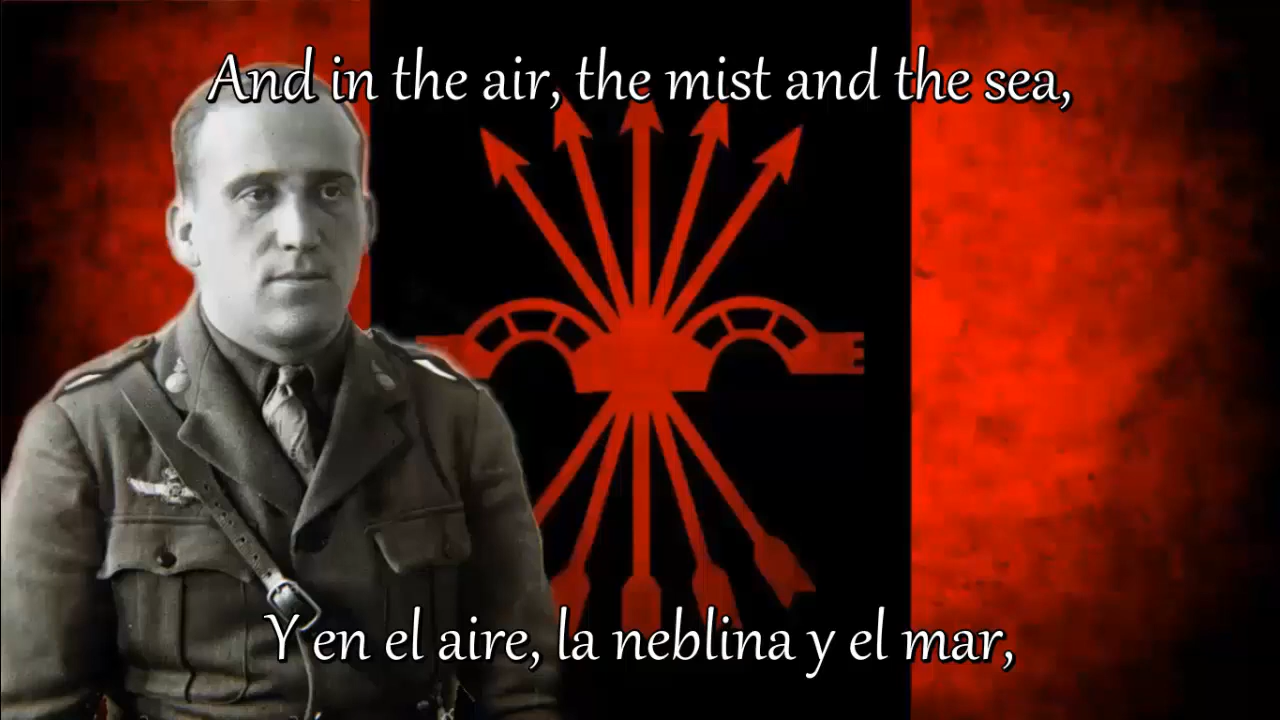 And in the air, the mist and the sea,
Y en el aire, la neblina y el mar,